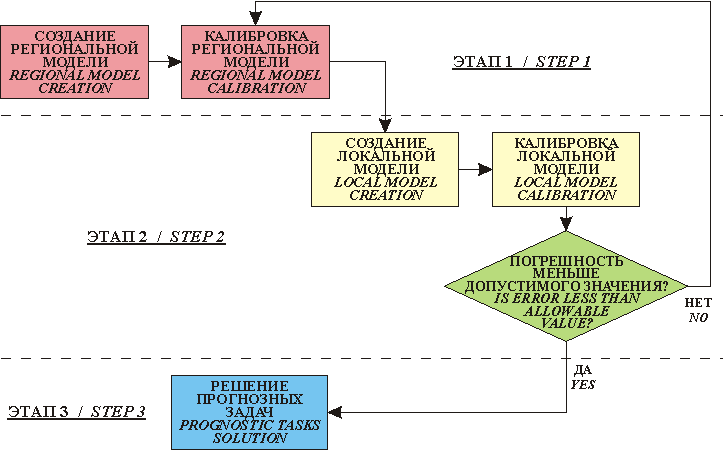 СОЗДАНИЕ
РЕГИОНАЛЬНОЙ
МОДЕЛИ
REGIONAL MODEL
CREATION
КАЛИБРОВКА
РЕГИОНАЛЬНОЙ
МОДЕЛИ
REGIONAL MODEL
CALIBRATION
ЭТАП 1 / STEP 1
СОЗДАНИЕ
ЛОКАЛЬНОЙ
МОДЕЛИ
LOCAL MODEL
CREATION
КАЛИБРОВКА
ЛОКАЛЬНОЙ
МОДЕЛИ
LOCAL MODEL
CALIBRATION
ЭТАП 2 / STEP 2
ПОГРЕШНОСТЬ
МЕНЬШЕ
ДОПУСТИМОГО ЗНАЧЕНИЯ?
IS ERROR LESS THAN
ALLOWABLE
VALUE?
НЕТ
NO
ДА
YES
ЭТАП 3 / STEP 3
РЕШЕНИЕ
ПРОГНОЗНЫХ
ЗАДАЧ
PROGNOSTIC TASKS
SOLUTION